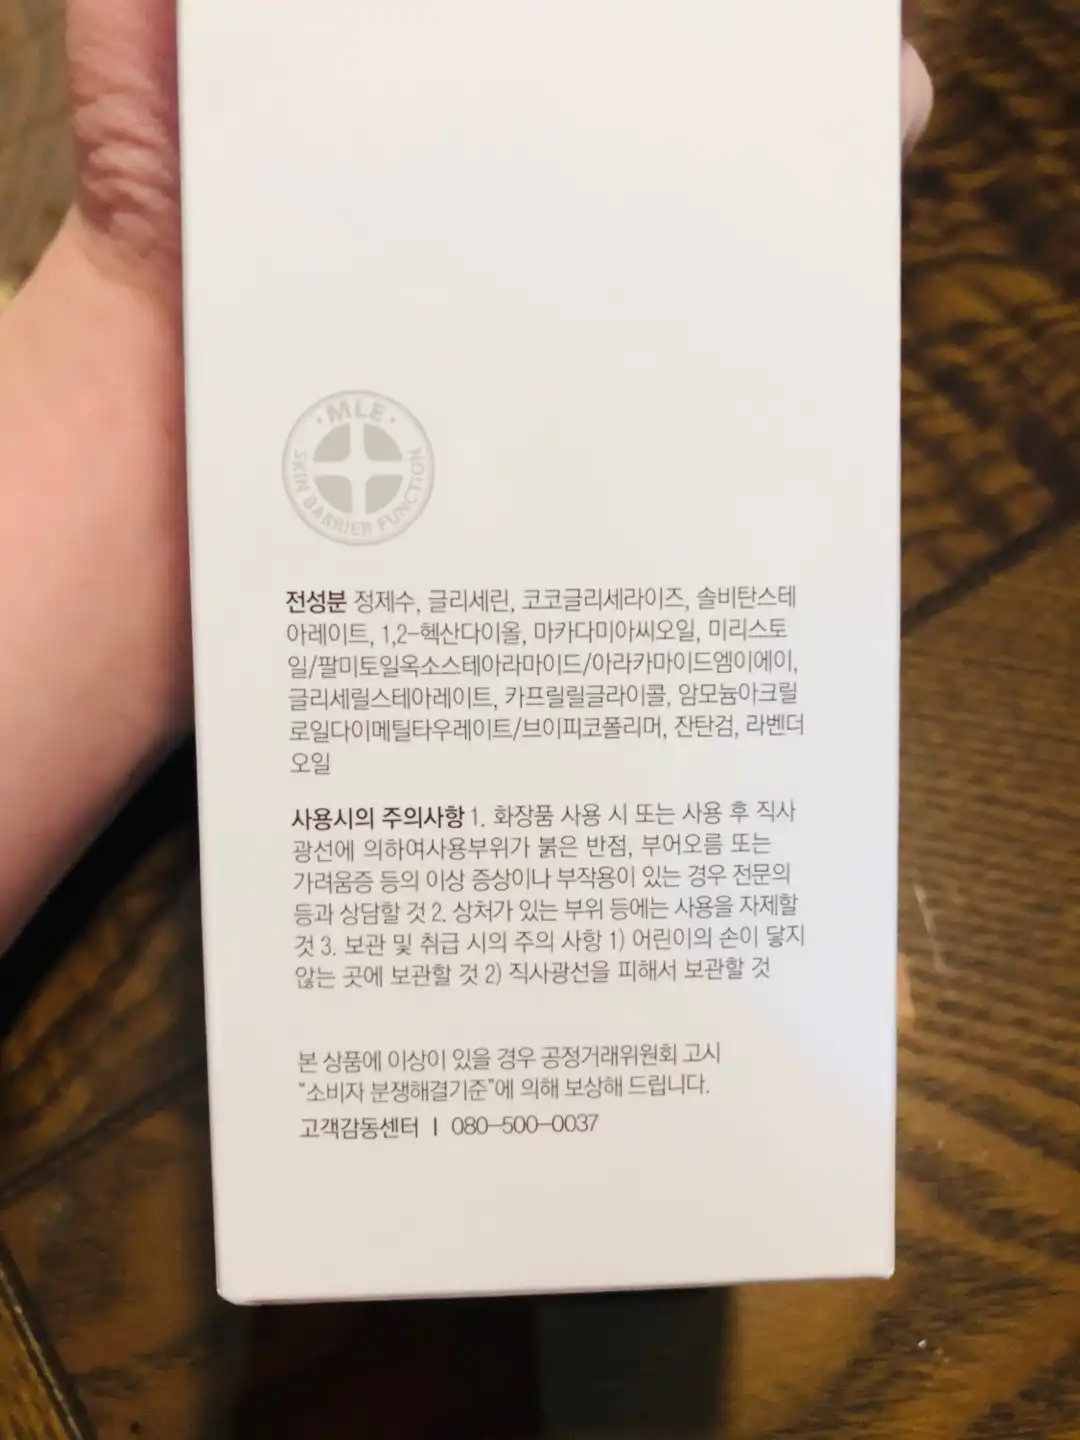 MLE
SKIN BARRIER FUNCTION
전성분 정제수, 글리세린, 코코글리세라이즈, 솔비탄스테
아레이트, 1,2-헥산다이올, 마카다미아씨오일, 미리스토
일/팔미토일옥소스테아라마이드/아라카마이드엠이에이,
글리세릴스테아레이트, 카프릴릴글라이콜, 암모늄아크릴
로일다이메틸타우레이트/브이피코폴리머, 잔탄검, 라벤더
오일
사용시의 주의사항 1. 화장품 사용 시 또는 사용 후 직사
광선에 의하여사용부위가 붉은 반점, 부어오름 또는
가려움증 등의 이상 증상이나 부작용이 있는 경우 전문의
등과 상담할 것 2. 상처가 있는 부위 등에는 사용을 자제할
것 3. 보관 및 취급 시의 주의 사항 1) 어린이의 손이 닿지
않는 곳에 보관할 것 2) 직사광선을 피해서 보관할 것
본 상품에 이상이 있을 경우 공정거래위원회 고시
"소비자 분쟁해결기준"에 의해 보상해 드립니다.
고객감동센터 | 080-500-0037